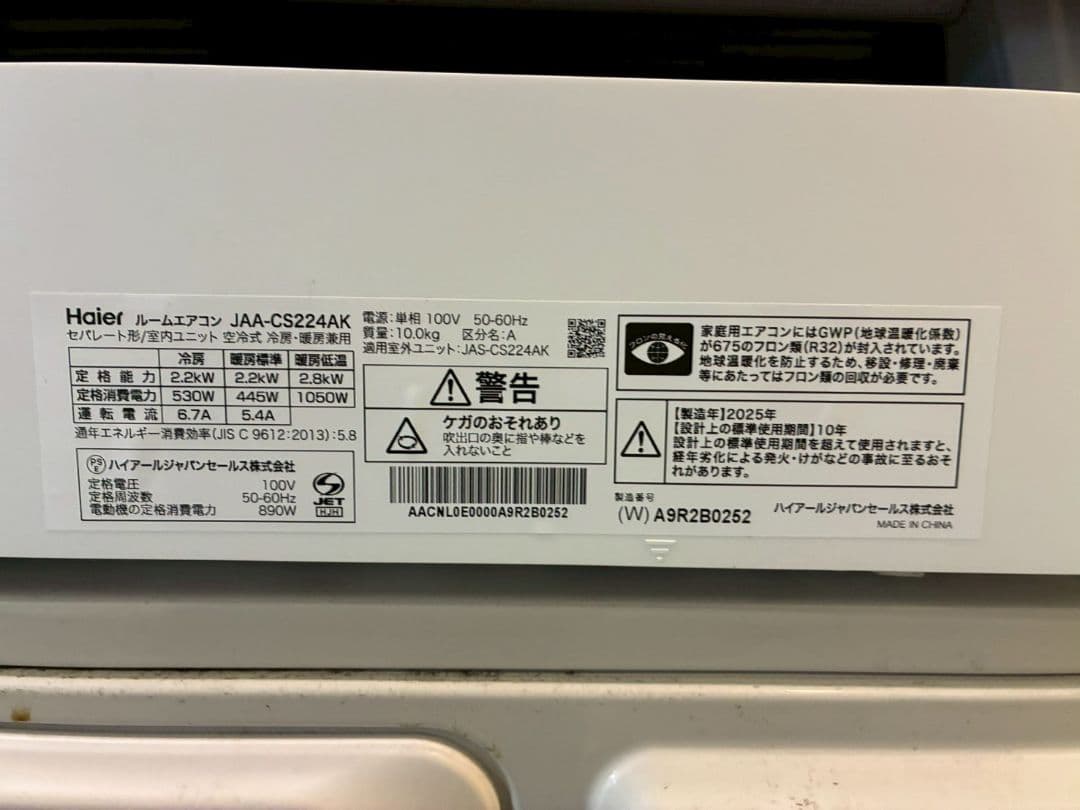 Haier ルームエアコン JAA-CS224AK
セパレート形/室内ユニット 空冷式 冷房・暖房兼用
冷房 暖房標準 暖房低温
定格能力 2.2kW 2.2kW 2.8kW
定格消費電力 530W 445W 1050W
運転電流 6.7A 5.4A
通年エネルギー消費効率(JIS C 9612:2013):5.8
PS E ハイアールジャパンセールス株式会社
定格電圧 100V
定格周波数 50-60Hz
電動機の定格消費電力 890W
JET
HJH
電源:単相 100V 50-60Hz
質量:10.0kg 区分名:A
適用室外ユニット:JAS-CS224AK
警告
ケガのおそれあり
吹出口の奥に指や棒などを
入れないこと
AACNL0E0000A9R2B0252
フロンの見える化
家庭用エアコンにはGWP(地球温暖化係数)
が675のフロン類(R32)が封入されています。
地球温暖化を防止するため、移設・修理・廃棄
等にあたってはフロン類の回収が必要です。
【製造年】2025年
【設計上の標準使用期間】10年
設計上の標準使用期間を超えて使用されますと、
経年劣化による発火・けがなどの事故に至るおそ
れがあります。
製造番号
(W) A9R2B0252
ハイアールジャパンセールス株式会社
MADE IN CHINA